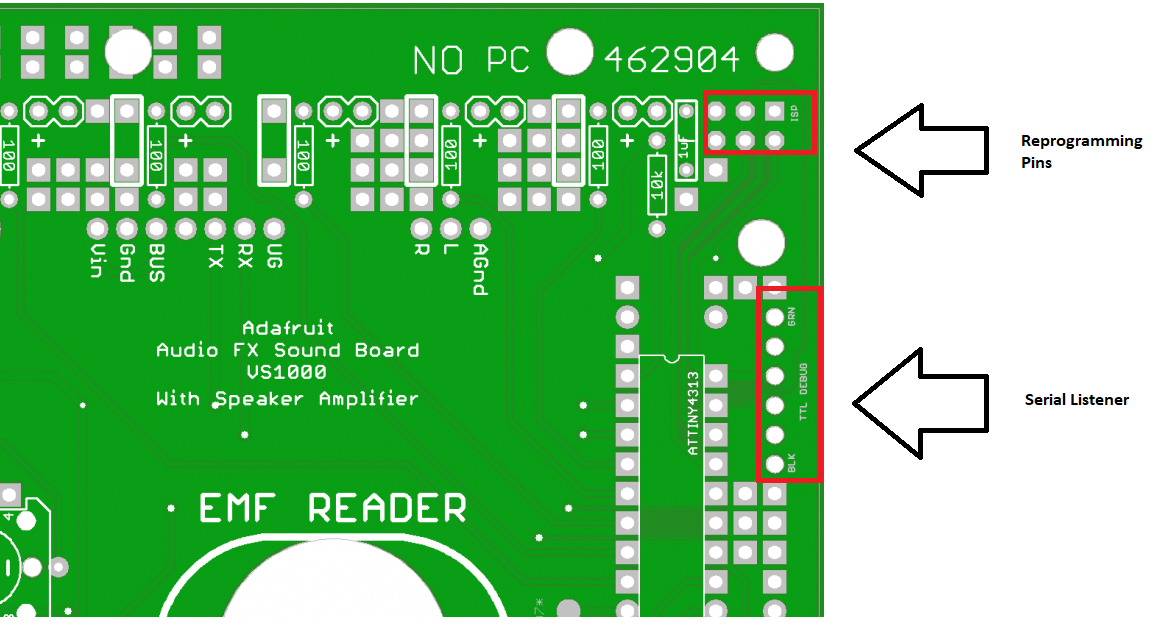 NO PC 462904
ISP
+
+
+
+
+
100
100
100
100
100
1uF
10k
Vin
Gnd
BUS
TX
RX
UG
R
L
AGnd
Reprogramming
Pins
Adafruit
Audio FX Sound Board
VS1000
With Speaker Amplifier
GRN
TTL DEBUG
BLK
ATTINY4313
Serial Listener
EMF READER
4